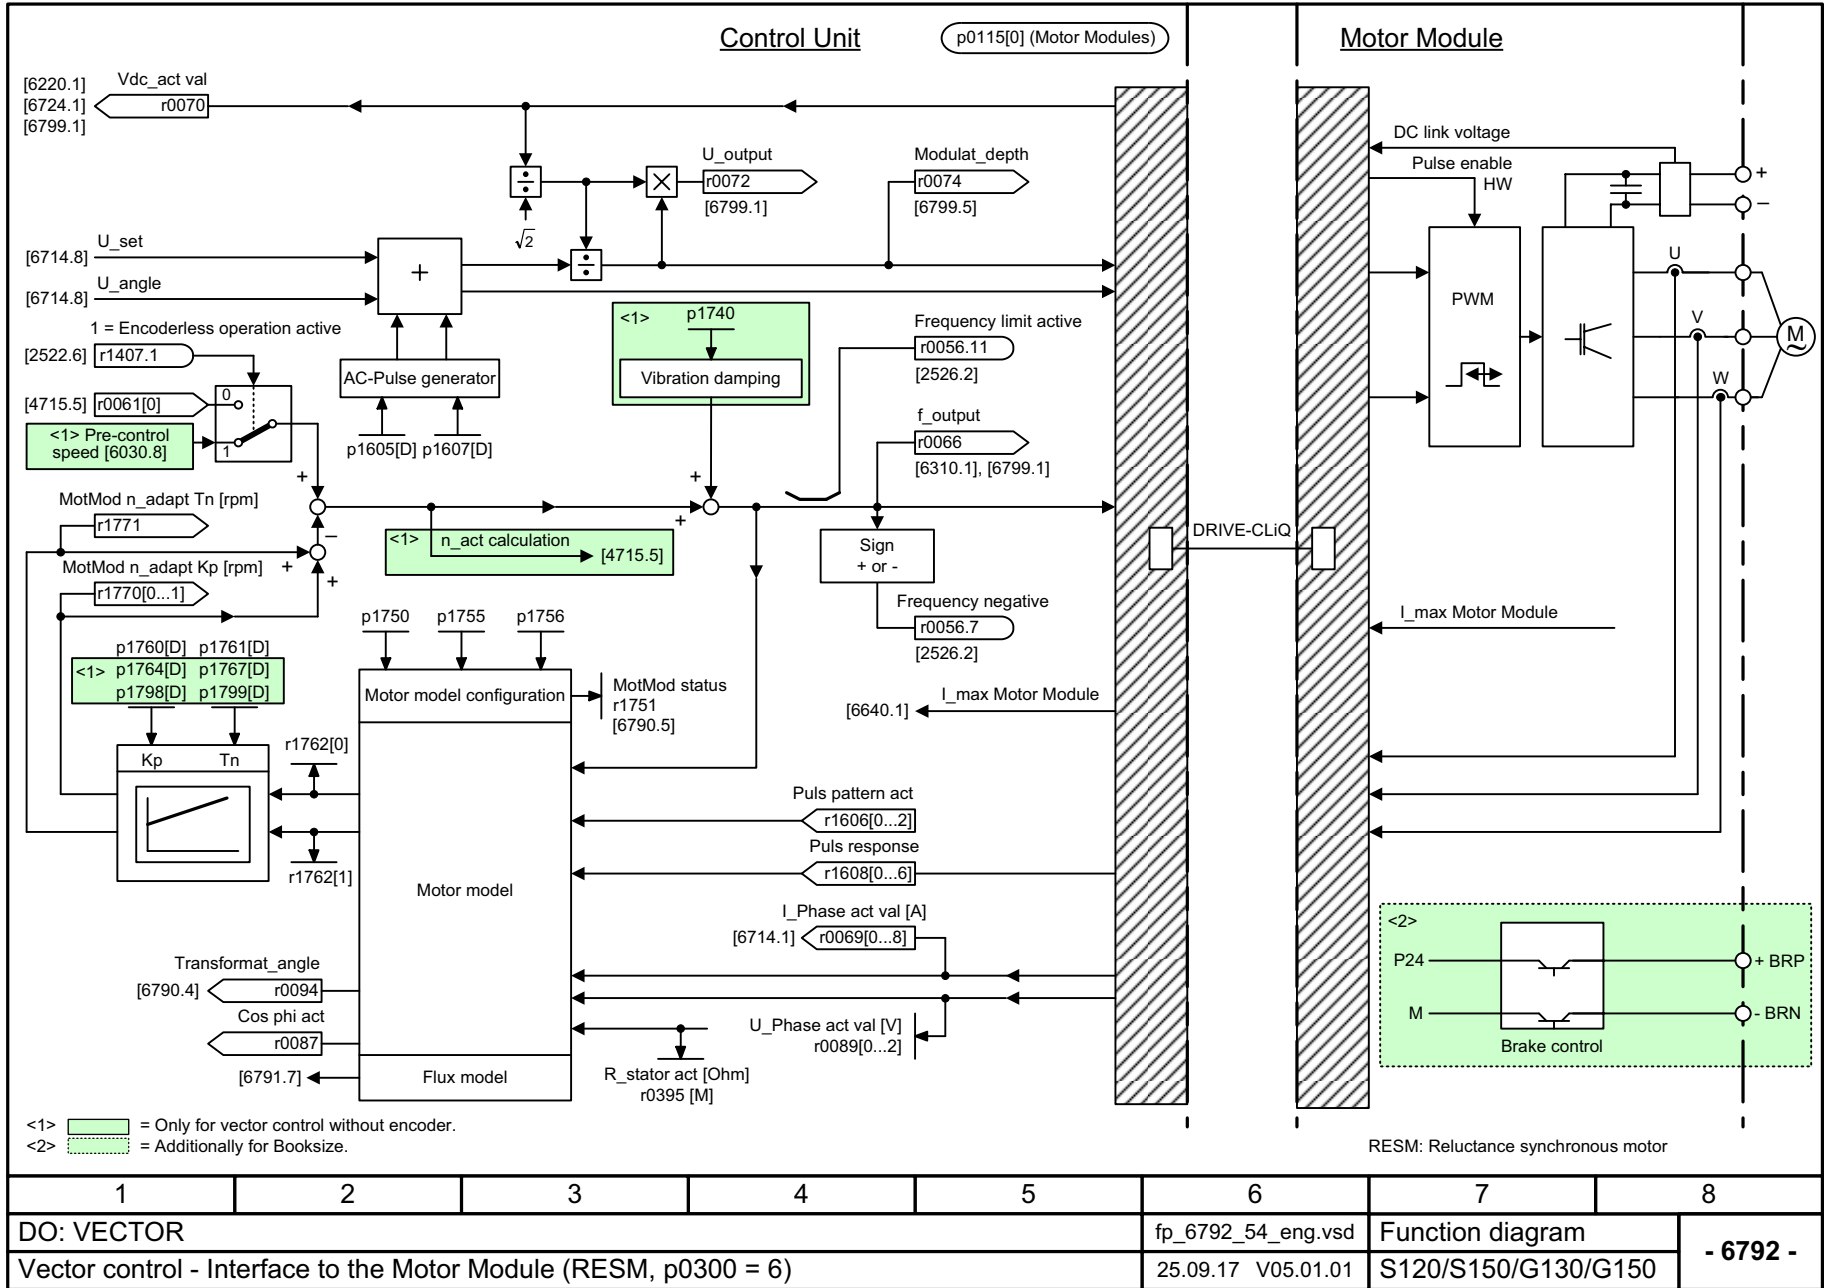 Control Unit
p0115[0] (Motor Modules)
Motor Module
[6220.1]
[6724.1]
[6799.1]
Vdc_act val
r0070
DC link voltage
Pulse enable
HW
+
–
÷
√2
×
U_output
r0072
[6799.1]
Modulat_depth
r0074
[6799.5]
[6714.8]
U_set
[6714.8]
U_angle
+
÷
U
V
W
M
~
PWM
1 = Encoderless operation active
[2522.6]
r1407.1
[4715.5]
r0061[0]
0
1
<1> Pre-control
speed [6030.8]
AC-Pulse generator
p1605[D]
p1607[D]
<1>
p1740
Vibration damping
Frequency limit active
r0056.11
[2526.2]
f_output
r0066
[6310.1], [6799.1]
+
+
+
MotMod n_adapt Tn [rpm]
r1771
–
+
+
MotMod n_adapt Kp [rpm]
r1770[0...1]
<1>
n_act calculation
[4715.5]
Sign
+ or -
Frequency negative
r0056.7
[2526.2]
DRIVE-CLiQ
I_max Motor Module
p1760[D] p1761[D]
<1> p1764[D] p1767[D]
p1798[D] p1799[D]
Kp
Tn
r1762[0]
r1762[1]
p1750
p1755
p1756
Motor model configuration
MotMod status
r1751
[6790.5]
I_max Motor Module
[6640.1]
Puls pattern act
r1606[0...2]
Puls response
r1608[0...6]
Motor model
I_Phase act val [A]
[6714.1]
r0069[0...8]
Transformat_angle
[6790.4]
r0094
Cos phi act
r0087
[6791.7]
Flux model
U_Phase act val [V]
r0089[0...2]
R_stator act [Ohm]
r0395 [M]
<2>
P24
+ BRP
M
- BRN
Brake control
<1> = Only for vector control without encoder.
<2> = Additionally for Booksize.
RESM: Reluctance synchronous motor
1 2 3 4 5 6 7 8
DO: VECTOR
fp_6792_54_eng.vsd
Function diagram
- 6792 -
Vector control - Interface to the Motor Module (RESM, p0300 = 6)
25.09.17 V05.01.01
S120/S150/G130/G150